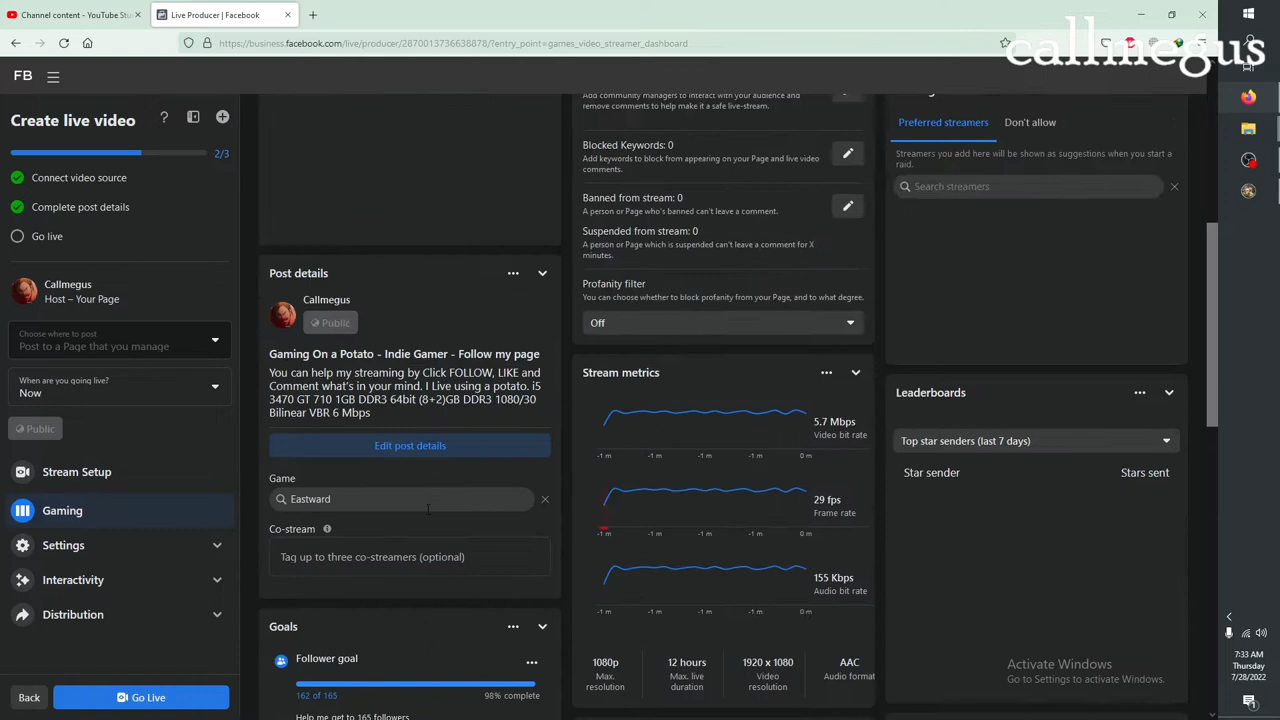 Channel content - YouTube Stu
Live Producer | Facebook
https://business.facebook.com/live/producer/2870013736638878/?entry_point=games_video_streamer_dashboard
callmegus
FB
Create live video
2/3
Connect video source
Complete post details
Go live
Callmegus
Host – Your Page
Choose where to post
Post to a Page that you manage
When are you going live?
Now
Public
Stream Setup
Gaming
Settings
Interactivity
Distribution
Back
Go Live
Post details
Callmegus
Public
Gaming On a Potato - Indie Gamer - Follow my page
You can help my streaming by Click FOLLOW, LIKE and
Comment what's in your mind. I Live using a potato. i5
3470 GT 710 1GB DDR3 64bit (8+2)GB DDR3 1080/30
Bilinear VBR 6 Mbps
Edit post details
Game
Eastward
Co-stream
Tag up to three co-streamers (optional)
Goals
Follower goal
162 of 165
98% complete
Help me get to 165 followers
Add community managers to interact with your audience and
remove comments to help make it a safe live-stream.
Blocked Keywords: 0
Add keywords to block from appearing on your Page and live video
comments.
Banned from stream: 0
A person or Page who's banned can't leave a comment.
Suspended from stream: 0
A person or Page which is suspended can't leave a comment for X
minutes.
Profanity filter
You can choose whether to block profanity from your Page, and to what degree.
Off
Stream metrics
5.7 Mbps
Video bit rate
-1 m -1 m -1 m -1 m 0 m
29 fps
Frame rate
-1 m -1 m -1 m -1 m 0 m
155 Kbps
Audio bit rate
-1 m -1 m -1 m -1 m 0 m
1080p
Max.
resolution
12 hours
Max. live
duration
1920 x 1080
Video
resolution
AAC
Audio format
Preferred streamers
Don't allow
Streamers you add here will be shown as suggestions when you start a
raid.
Search streamers
Leaderboards
Top star senders (last 7 days)
Star sender
Stars sent
Activate Windows
Go to Settings to activate Windows.
7:33 AM
Thursday
7/28/2022